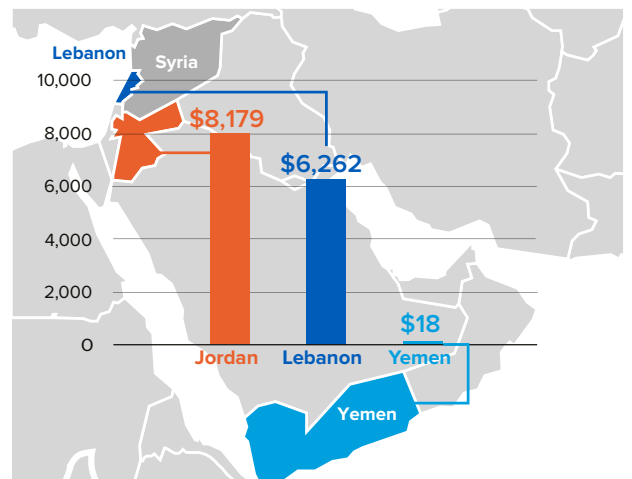 Lebanon
Syria
10,000
8,000
6,000
4,000
2,000
0
$8,179
$6,262
$18
Jordan
Lebanon
Yemen
Yemen